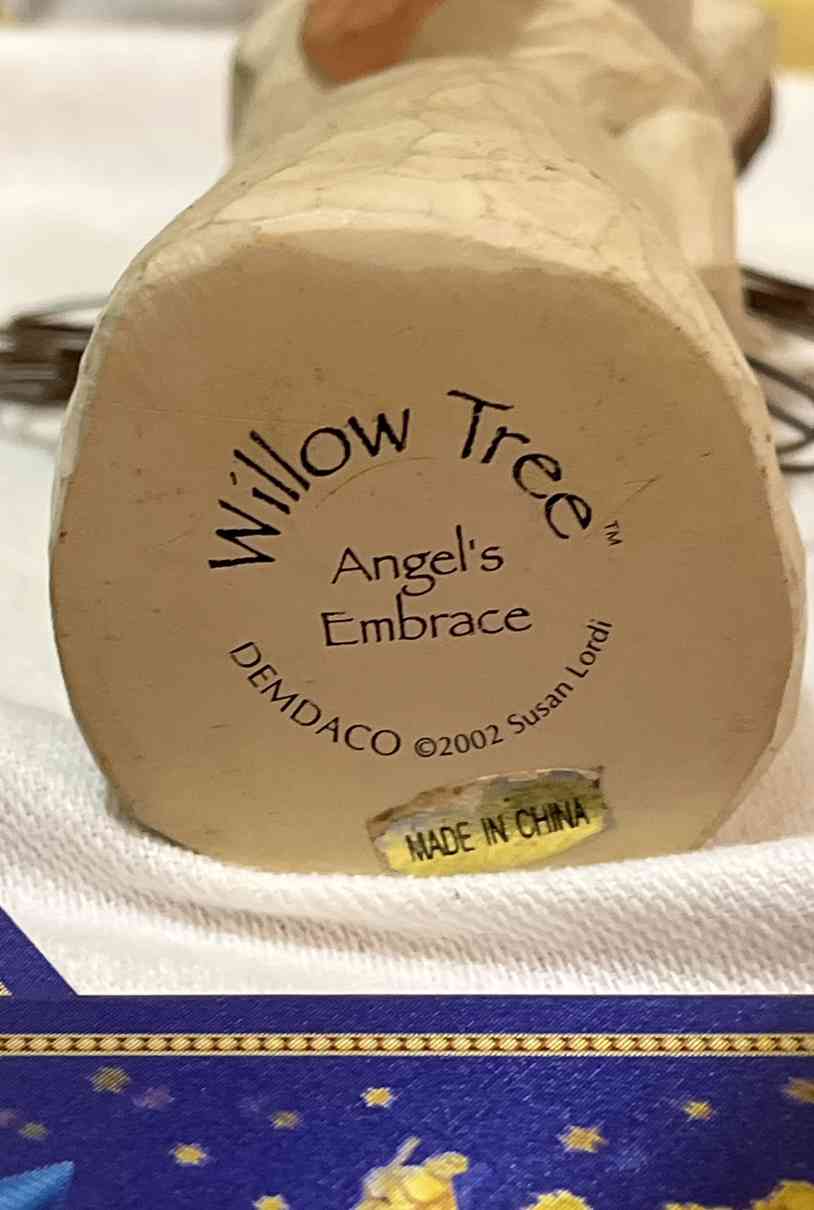 Willow Tree™
Angel's
Embrace
DEMDACO ©2002 Susan Lordi
MADE IN CHINA